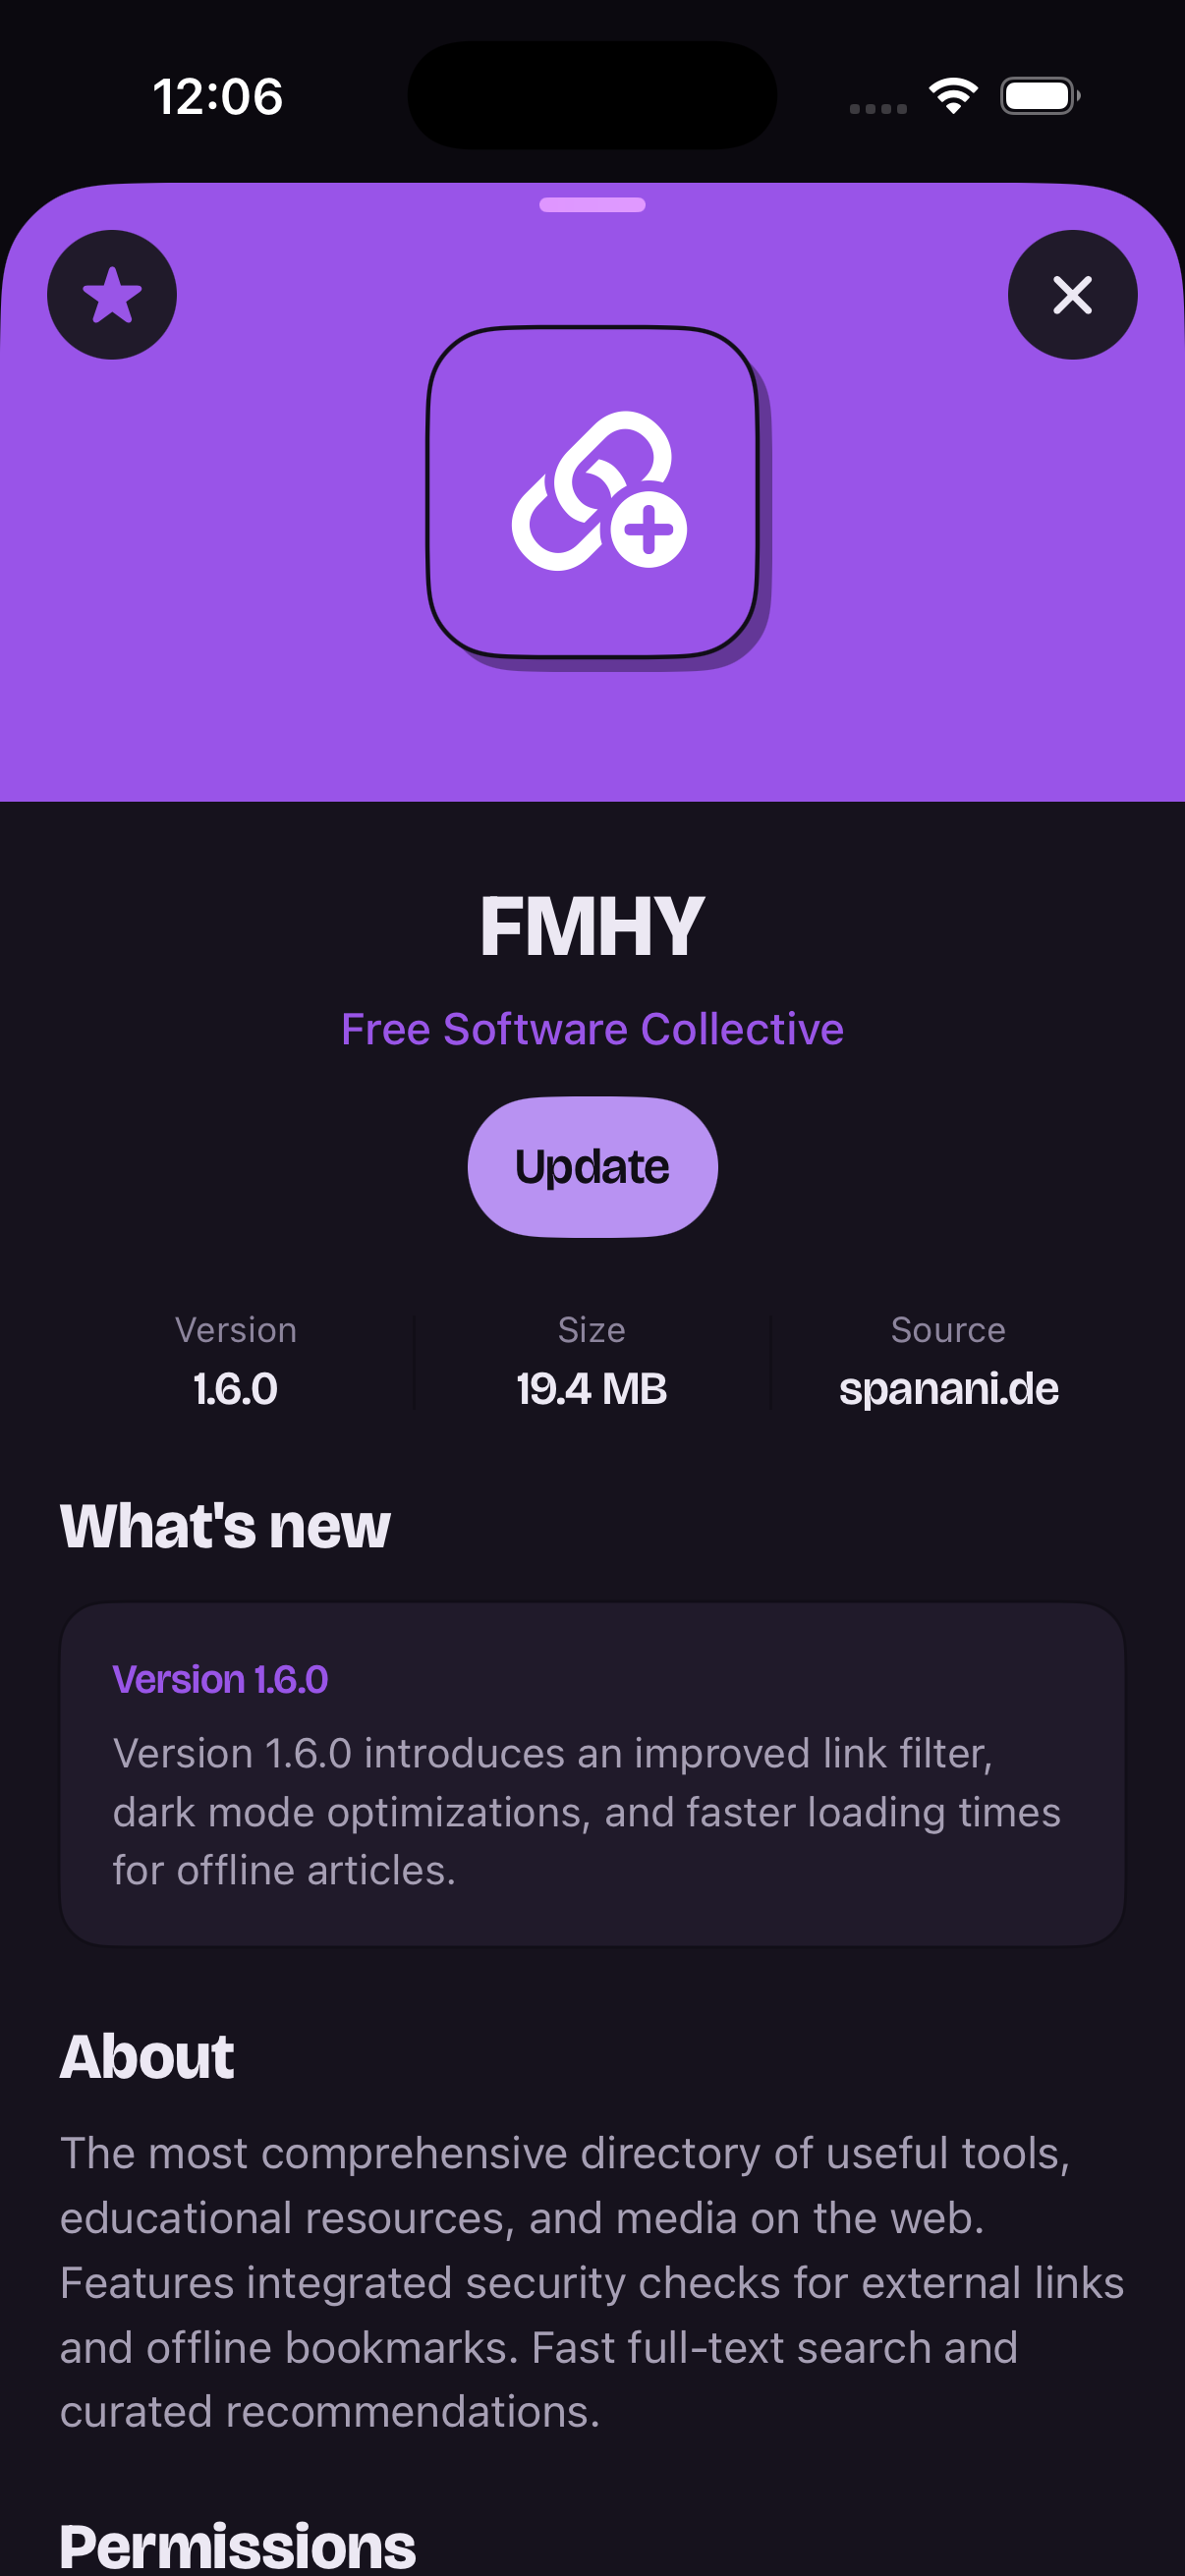 12:06
FMHY
Free Software Collective
Update
Version
1.6.0
Size
19.4 MB
Source
spanani.de
What's new
Version 1.6.0
Version 1.6.0 introduces an improved link filter,
dark mode optimizations, and faster loading times
for offline articles.
About
The most comprehensive directory of useful tools,
educational resources, and media on the web.
Features integrated security checks for external links
and offline bookmarks. Fast full-text search and
curated recommendations.
Permissions